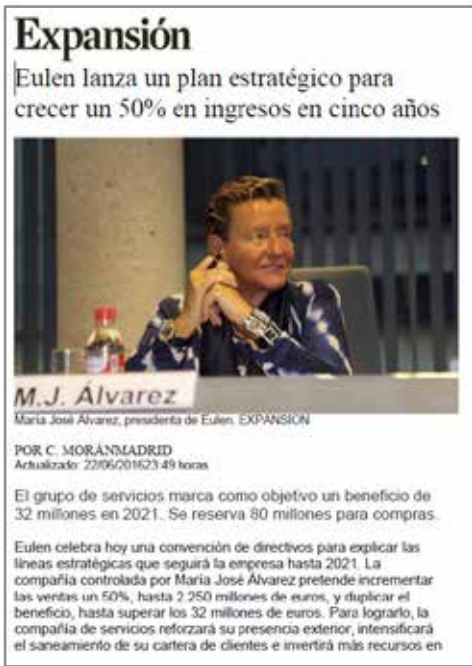 Expansión
Eulen lanza un plan estratégico para
crecer un 50% en ingresos en cinco años
M.J. Álvarez
María José Álvarez, presidenta de Eulen. EXPANSION
POR C. MORÁNMADRID
Actualizado: 22/06/201623:49 horas
El grupo de servicios marca como objetivo un beneficio de
32 millones en 2021. Se reserva 80 millones para compras.
Eulen celebra hoy una convención de directivos para explicar las
líneas estratégicas que seguirá la empresa hasta 2021. La
compañía controlada por María José Álvarez pretende incrementar
las ventas un 50%, hasta 2.250 millones de euros, y duplicar el
beneficio, hasta superar los 32 millones de euros. Para lograrlo, la
compañía de servicios reforzará su presencia exterior, intensificará
el saneamiento de su cartera de clientes e invertirá más recursos en